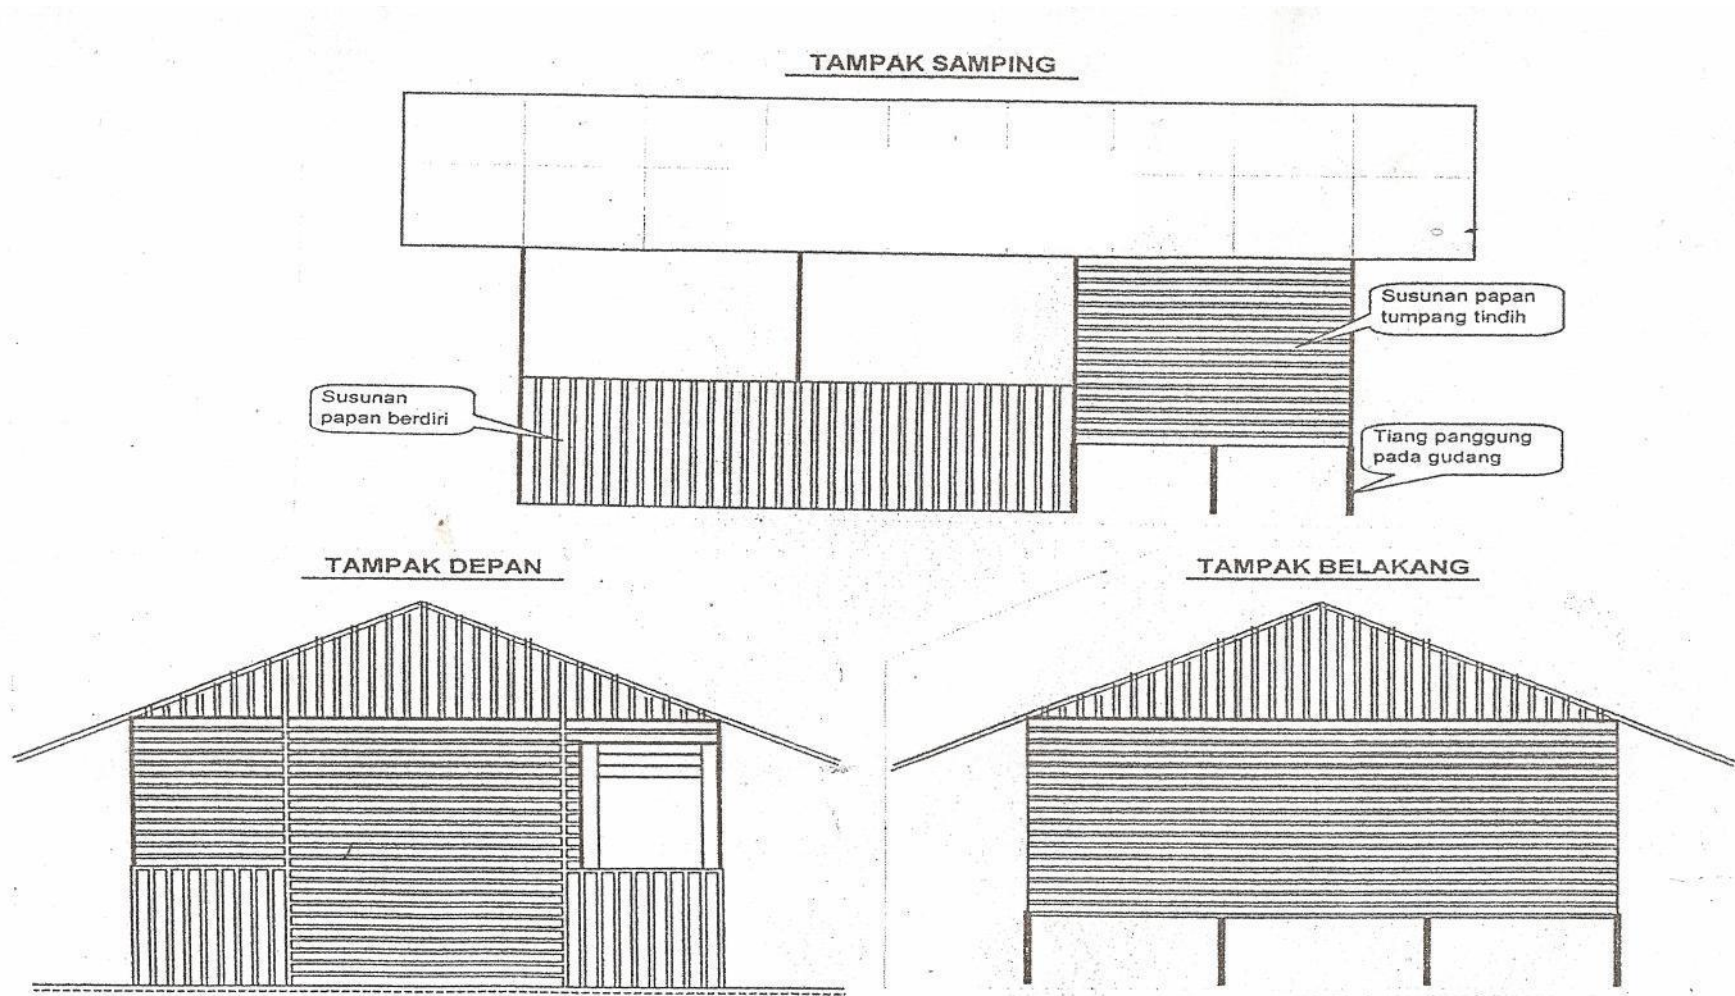 TAMPAK SAMPING
Susunan papan
tumpang tindih
Susunan
papan berdiri
Tiang panggung
pada gudang
TAMPAK DEPAN
TAMPAK BELAKANG